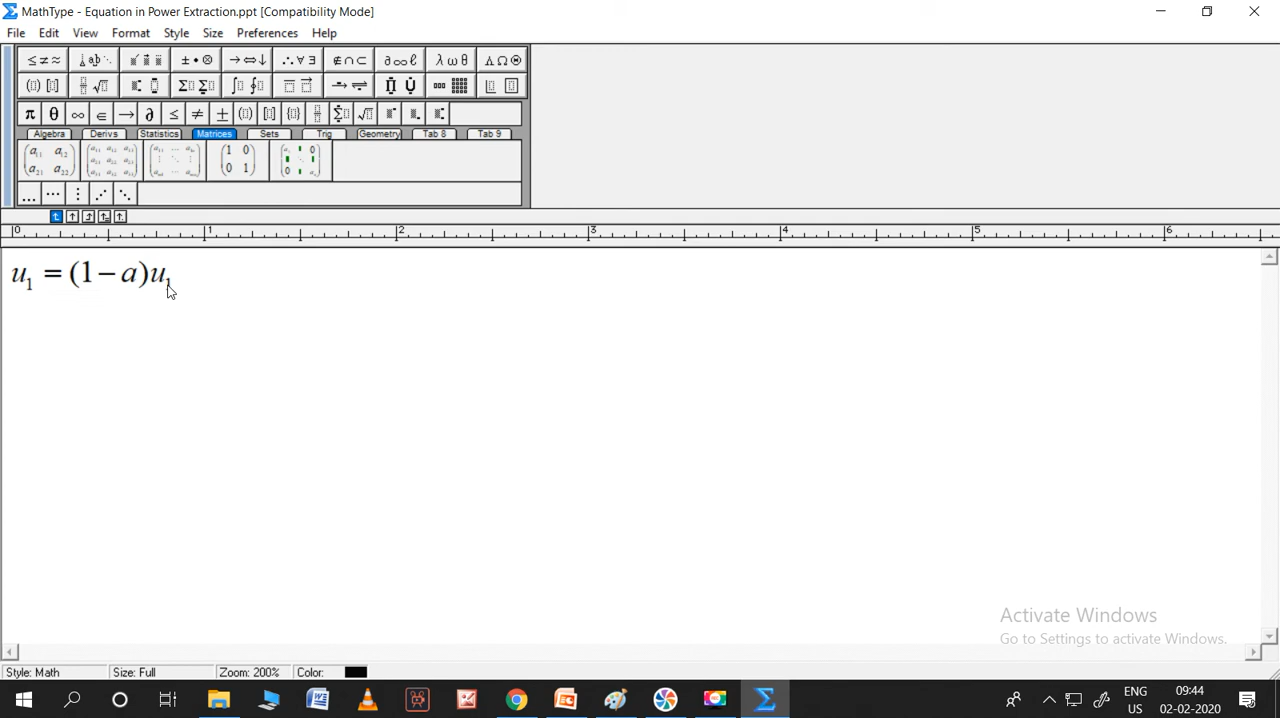 MathType - Equation in Power Extraction.ppt [Compatibility Mode]
File Edit View Format Style Size Preferences Help
≤≠≈ ±•⊗ →⇔↓ ∴∀∃ ∉∩⊂ ∂∞ℓ λωθ ΛΩΘ
π θ ∞ ∈ → ∂ ≤ ≠ ±
Algebra Derivs Statistics Matrices Sets Trig Geometry Tab 8 Tab 9
0 1 2 3 4 5 6
u₁ = (1 − a)u₁
Activate Windows
Go to Settings to activate Windows.
Style: Math Size: Full Zoom: 200% Color:
ENG 09:44
US 02-02-2020